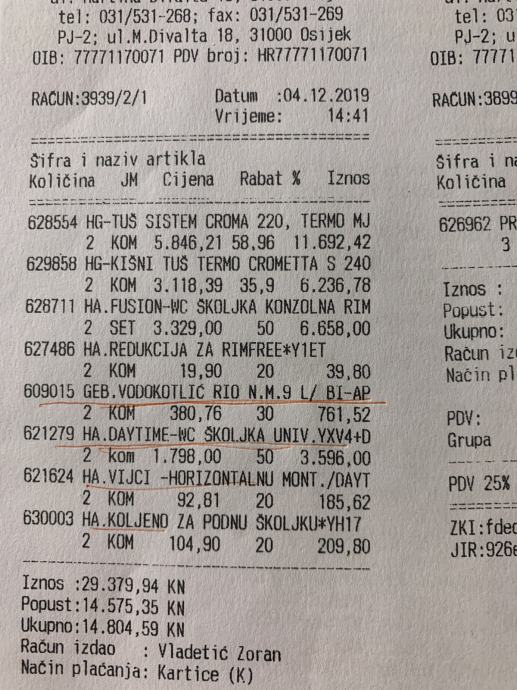 tel: 031/531-268; fax: 031/531-269
PJ-2; ul.M.Divalta 18, 31000 Osijek
OIB: 77771170071 PDV broj: HR77771170071
RAČUN:3939/2/1 Datum :04.12.2019
Vrijeme: 14:41
Šifra i naziv artikla
Količina JM Cijena Rabat % Iznos
628554 HG-TUŠ SISTEM CROMA 220, TERMO MJ
2 KOM 5.846,21 58,96 11.692,42
629858 HG-KIŠNI TUŠ TERMO CROMETTA S 240
2 KOM 3.118,39 35,9 6.236,78
628711 HA.FUSION-WC ŠKOLJKA KONZOLNA RIM
2 SET 3.329,00 50 6.658,00
627486 HA.REDUKCIJA ZA RIMFREE*Y1ET
2 KOM 19,90 20 39,80
609015 GEB.VODOKOTLIĆ RIO N.M.9 L/ BI-AP
2 KOM 380,76 30 761,52
621279 HA.DAYTIME-WC ŠKOLJKA UNIV.YXV4+D
2 kom 1.798,00 50 3.596,00
621624 HA.VIJCI -HORIZONTALNU MONT./DAYT
2 KOM 92,81 20 185,62
630003 HA.KOLJENO ZA PODNU ŠKOLJKU*YH17
2 KOM 104,90 20 209,80
Iznos :29.379,94 KN
Popust:14.575,35 KN
Ukupno:14.804,59 KN
Račun izdao : Vladetić Zoran
Način plaćanja: Kartice (K)
tel: 03
PJ-2; u
OIB: 7777
RAČUN:3899
Šifra i na
Količina
626962 PR
3
Iznos :
Popust:
Ukupno:
Račun iz
Način pl
PDV:
Grupa
PDV 25%
ZKI:fde
JIR:926